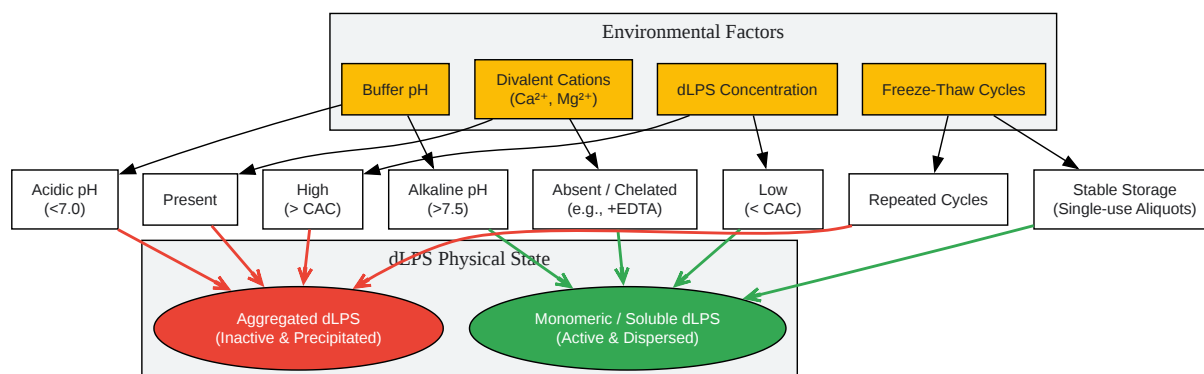 Environmental Factors
Buffer pH
Divalent Cations
(Ca²⁺, Mg²⁺)
dLPS Concentration
Freeze-Thaw Cycles
Acidic pH
(<7.0)
Present
High
(> CAC)
Alkaline pH
(>7.5)
Absent / Chelated
(e.g., +EDTA)
Low
(< CAC)
Repeated Cycles
Stable Storage
(Single-use Aliquots)
dLPS Physical State
Aggregated dLPS
(Inactive & Precipitated)
Monomeric / Soluble dLPS
(Active & Dispersed)